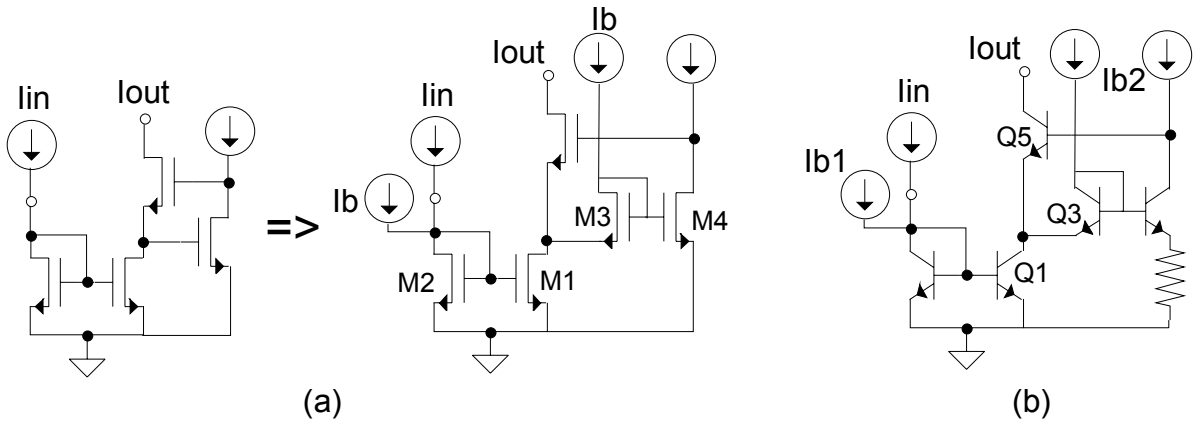 Iin
Iout
=>
Ib
Iin
Iout
Ib
M2
M1
M3
M4
(a)
Ib1
Iin
Iout
Ib2
Q5
Q3
Q1
(b)